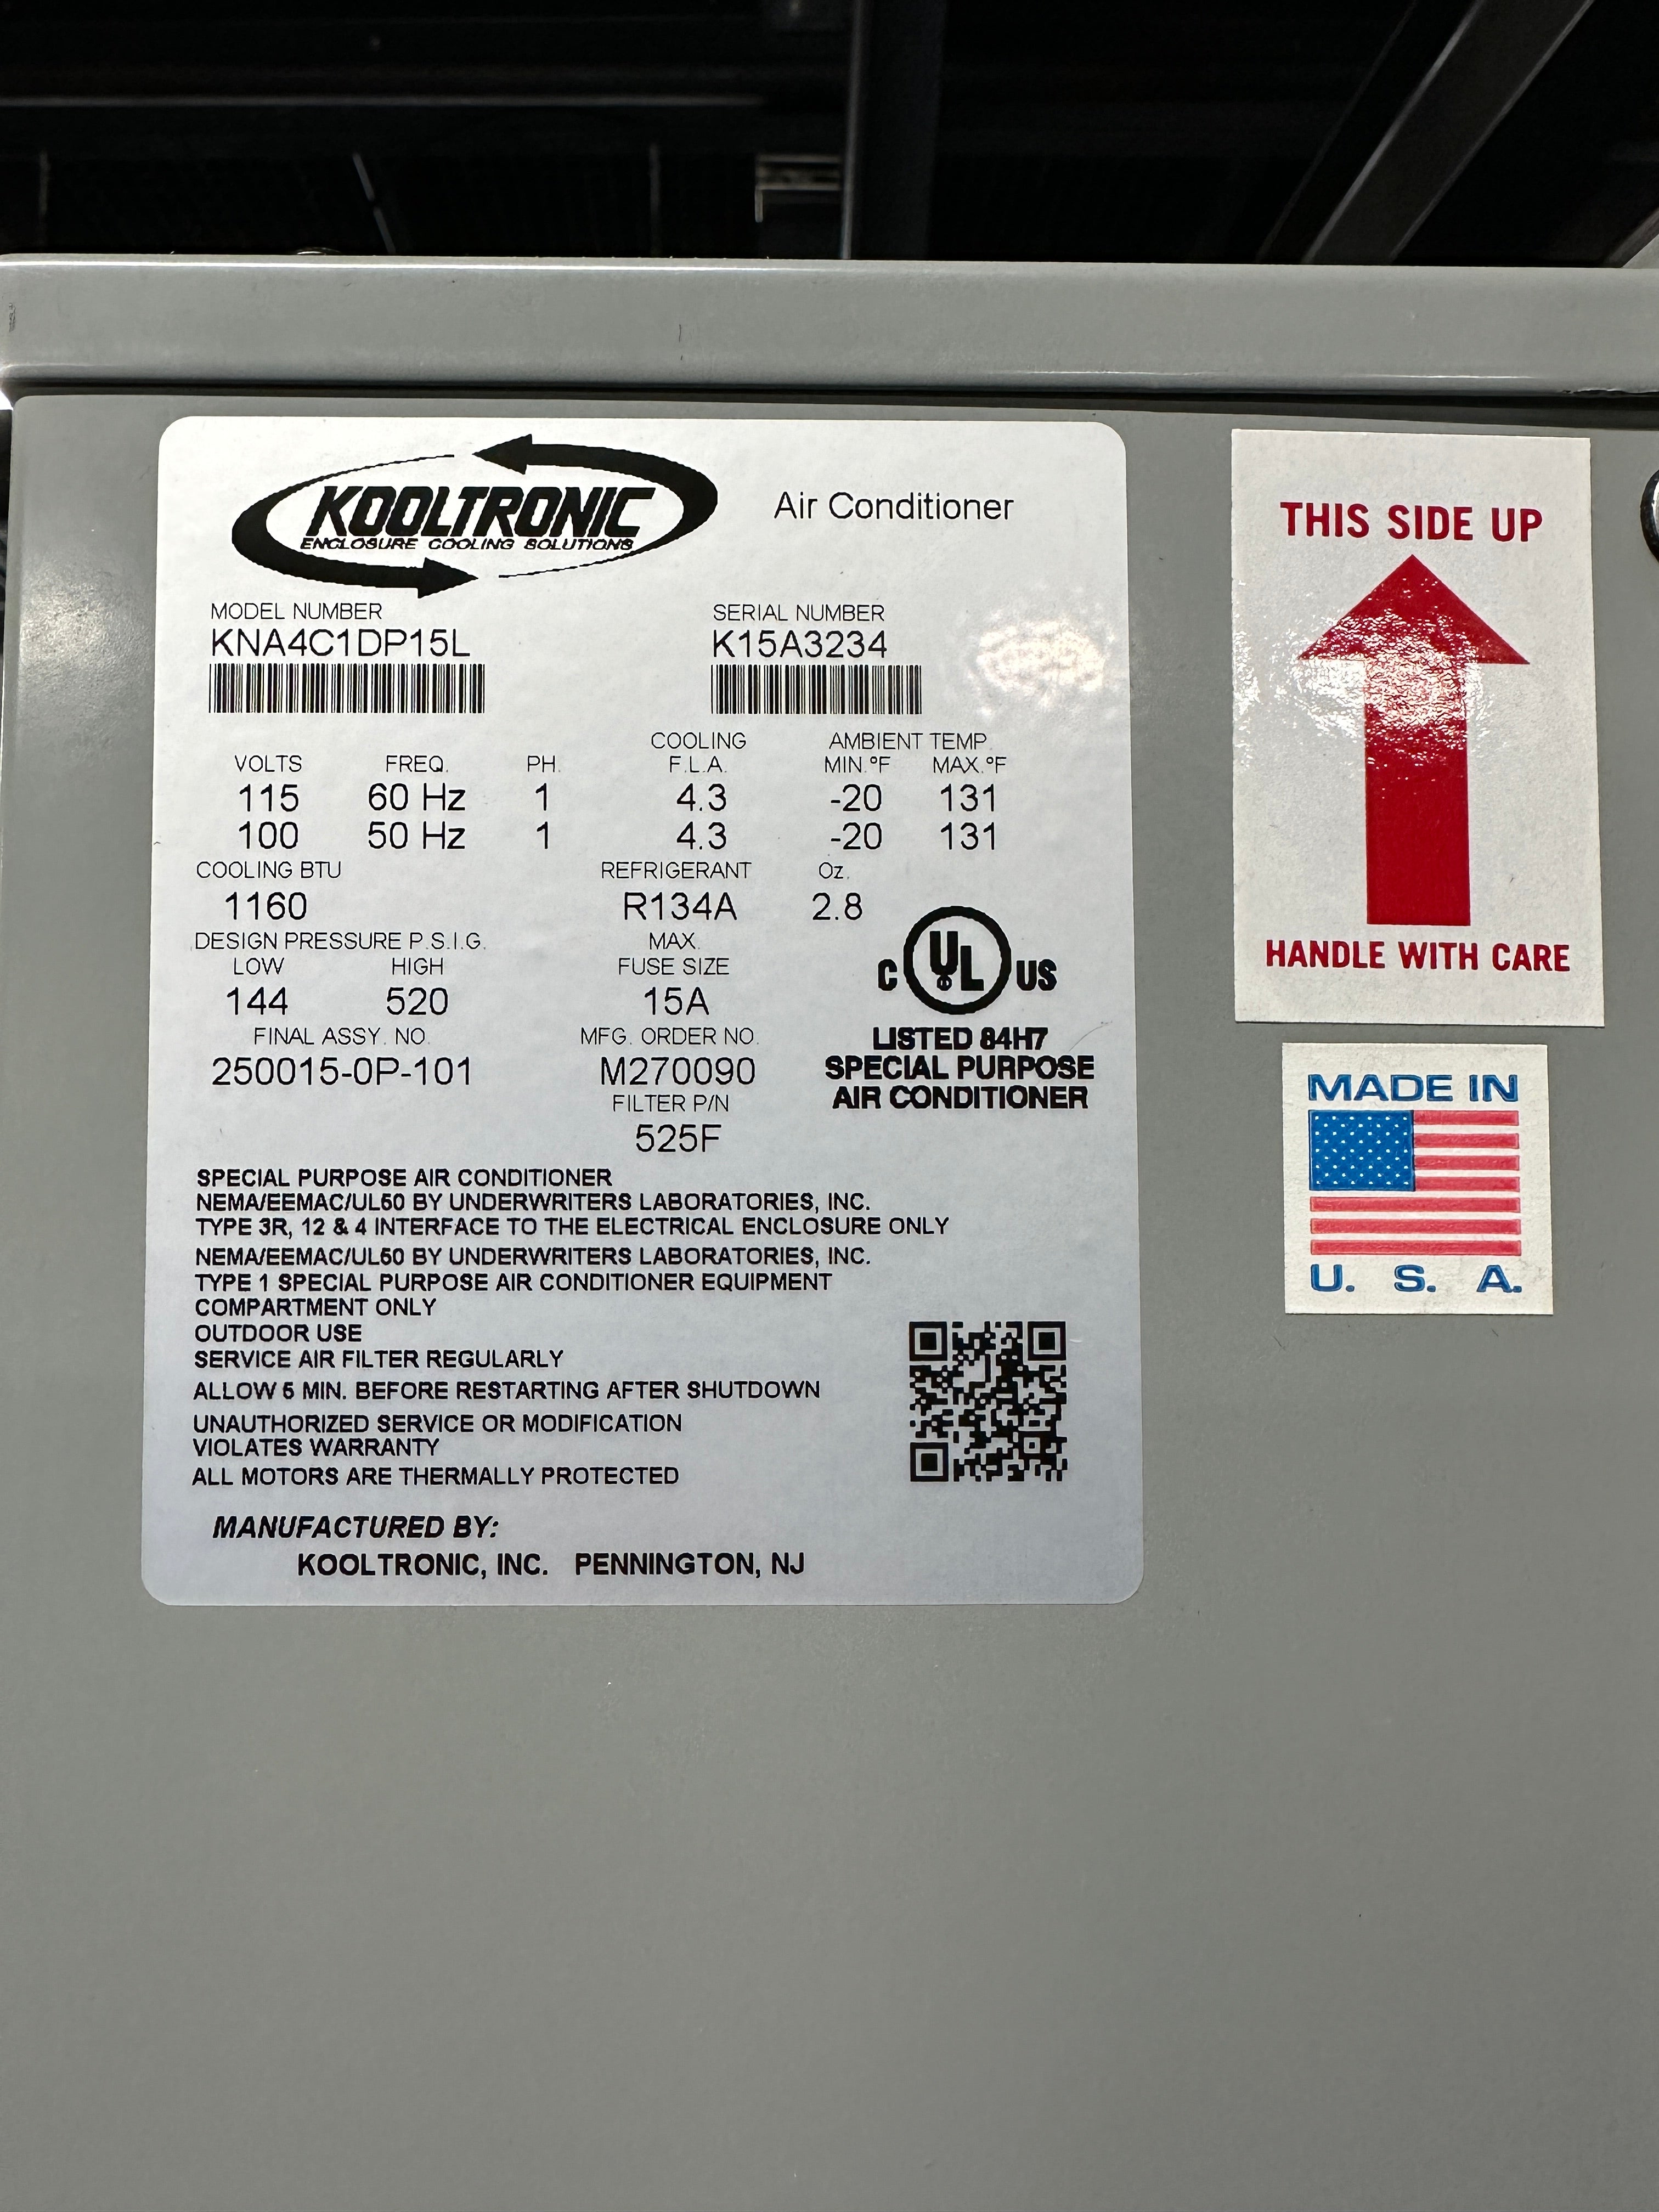 KOOLTRONIC
ENCLOSURE COOLING SOLUTIONS
Air Conditioner
MODEL NUMBER
KNA4C1DP15L
SERIAL NUMBER
K15A3234
VOLTS FREQ. PH. COOLING F.L.A. AMBIENT TEMP. MIN.°F MAX.°F
115 60 Hz 1 4.3 -20 131
100 50 Hz 1 4.3 -20 131
COOLING BTU REFRIGERANT Oz.
1160 R134A 2.8
DESIGN PRESSURE P.S.I.G. MAX.
LOW HIGH FUSE SIZE
144 520 15A
FINAL ASSY. NO. MFG. ORDER NO.
250015-0P-101 M270090
FILTER P/N
525F
C UL US
LISTED 84H7
SPECIAL PURPOSE
AIR CONDITIONER
SPECIAL PURPOSE AIR CONDITIONER
NEMA/EEMAC/UL50 BY UNDERWRITERS LABORATORIES, INC.
TYPE 3R, 12 & 4 INTERFACE TO THE ELECTRICAL ENCLOSURE ONLY
NEMA/EEMAC/UL50 BY UNDERWRITERS LABORATORIES, INC.
TYPE 1 SPECIAL PURPOSE AIR CONDITIONER EQUIPMENT
COMPARTMENT ONLY
OUTDOOR USE
SERVICE AIR FILTER REGULARLY
ALLOW 5 MIN. BEFORE RESTARTING AFTER SHUTDOWN
UNAUTHORIZED SERVICE OR MODIFICATION
VIOLATES WARRANTY
ALL MOTORS ARE THERMALLY PROTECTED
MANUFACTURED BY:
KOOLTRONIC, INC. PENNINGTON, NJ
THIS SIDE UP
HANDLE WITH CARE
MADE IN
U. S. A.